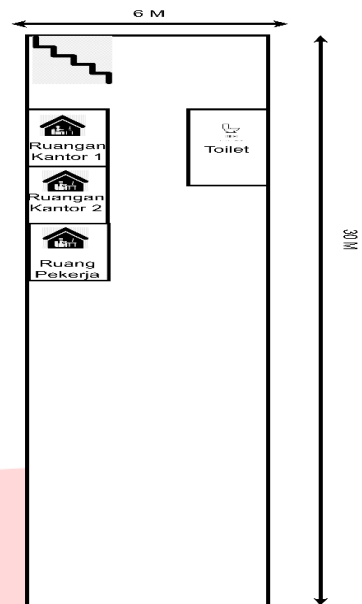 6 M
Ruangan
Kantor 1
Toilet
Ruangan
Kantor 2
Ruang
Pekerja
30 M